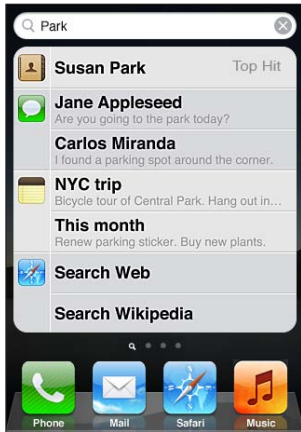 Park
Susan Park Top Hit
Jane Appleseed
Are you going to the park today?
Carlos Miranda
I found a parking spot around the corner.
NYC trip
Bicycle tour of Central Park. Hang out in...
This month
Renew parking sticker. Buy new plants.
Search Web
Search Wikipedia
Phone Mail Safari Music